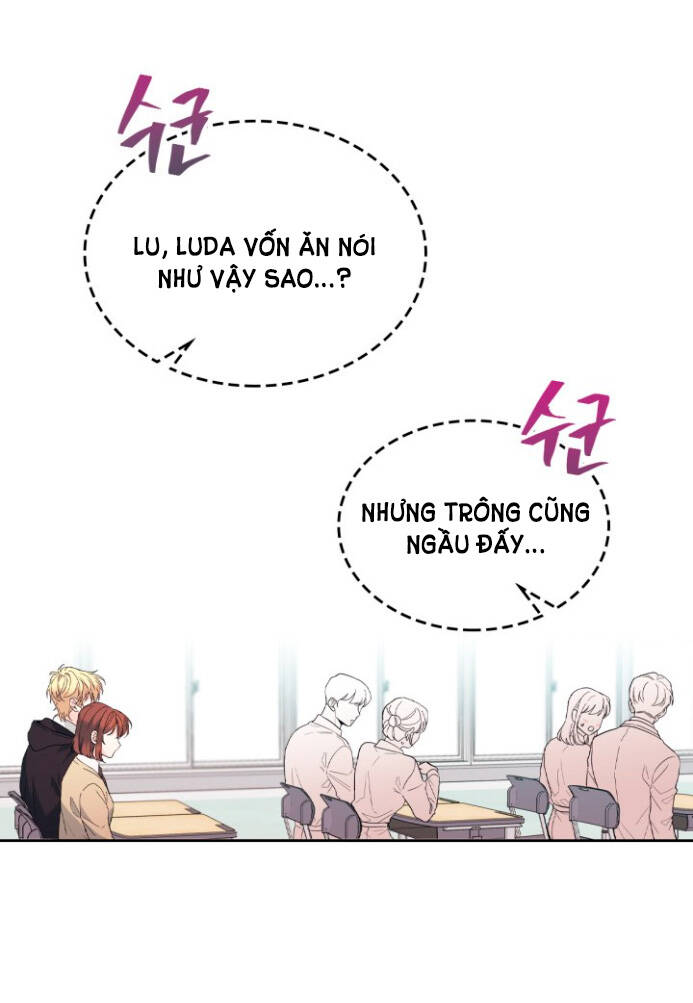 수군
LU, LUDA VỐN ĂN NÓI
NHƯ VẬY SAO...?
수군
NHƯNG TRÔNG CŨNG
NGẦU ĐẤY...